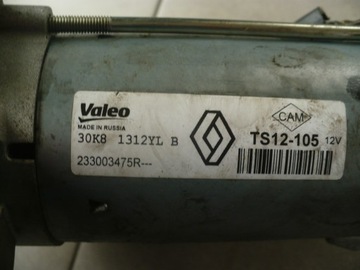 Valeo
MADE IN RUSSIA
30K8 1312YL B
233003475R---
CAM
TS12-105 12V